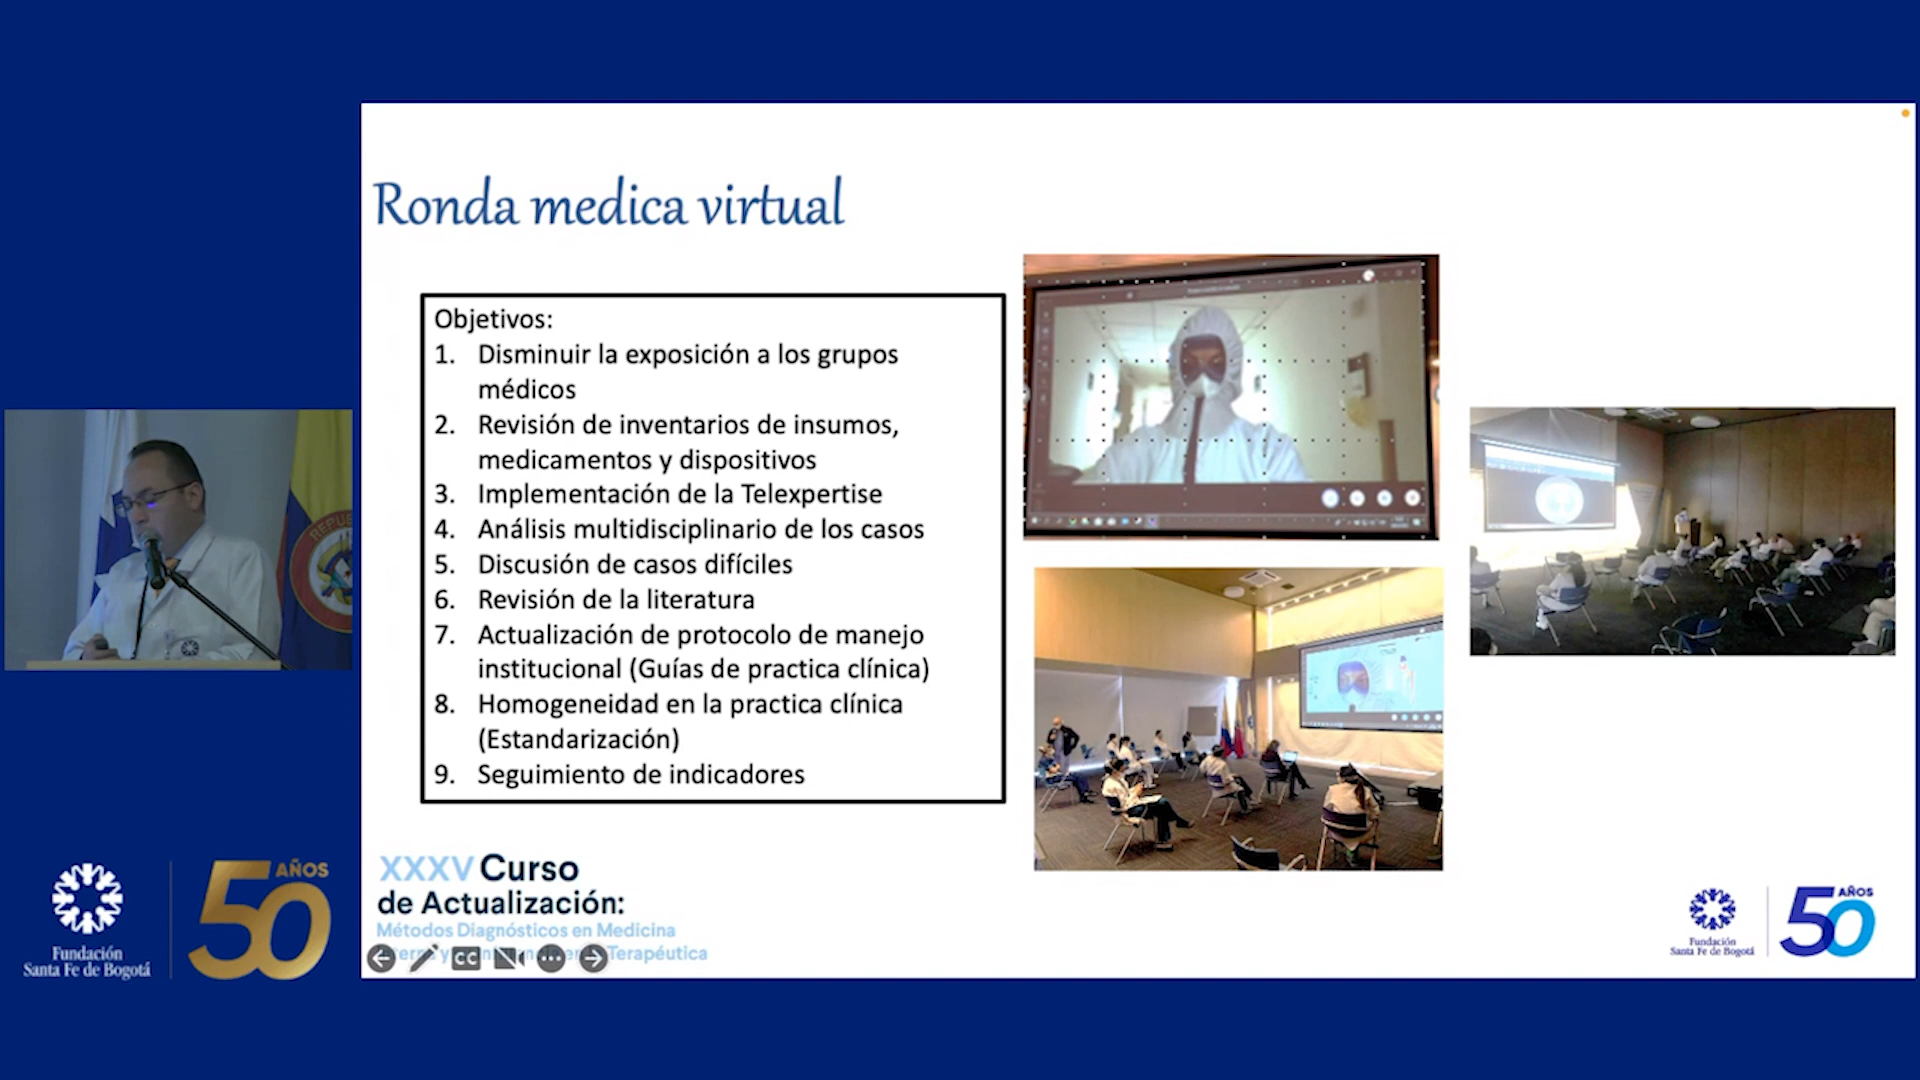 Ronda medica virtual
Objetivos:
1. Disminuir la exposición a los grupos
médicos
2. Revisión de inventarios de insumos,
medicamentos y dispositivos
3. Implementación de la Telexpertise
4. Análisis multidisciplinario de los casos
5. Discusión de casos difíciles
6. Revisión de la literatura
7. Actualización de protocolo de manejo
institucional (Guías de practica clínica)
8. Homogeneidad en la practica clínica
(Estandarización)
9. Seguimiento de indicadores
XXXV Curso
de Actualización:
Métodos Diagnósticos en Medicina
Terapéutica
CC
Fundación
Santa Fe de Bogotá
50 AÑOS
Fundación
Santa Fe de Bogotá
50 AÑOS